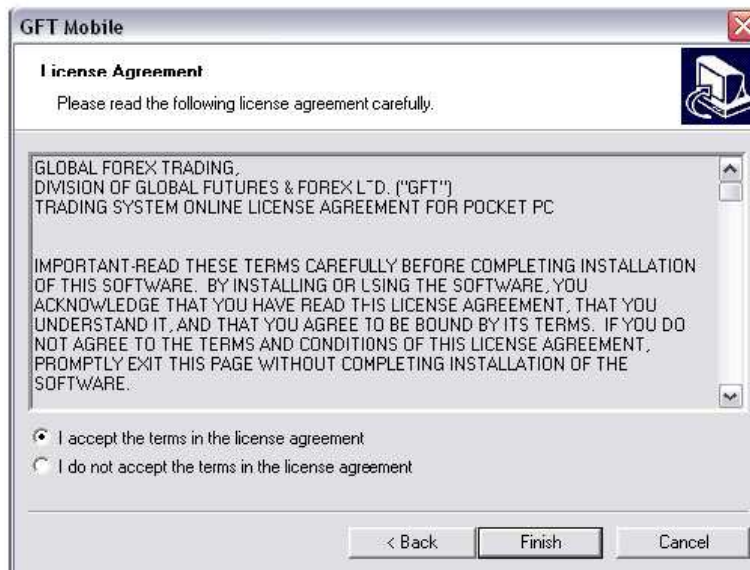 GFT Mobile
License Agreement
Please read the following license agreement carefully.
GLOBAL FOREX TRADING,
DIVISION OF GLOBAL FUTURES & FOREX LTD. ("GFT")
TRADING SYSTEM ONLINE LICENSE AGREEMENT FOR POCKET PC
IMPORTANT-READ THESE TERMS CAREFULLY BEFORE COMPLETING INSTALLATION
OF THIS SOFTWARE. BY INSTALLING OR USING THE SOFTWARE, YOU
ACKNOWLEDGE THAT YOU HAVE READ THIS LICENSE AGREEMENT, THAT YOU
UNDERSTAND IT, AND THAT YOU AGREE TO BE BOUND BY ITS TERMS. IF YOU DO
NOT AGREE TO THE TERMS AND CONDITIONS OF THIS LICENSE AGREEMENT,
PROMPTLY EXIT THIS PAGE WITHOUT COMPLETING INSTALLATION OF THE
SOFTWARE.
I accept the terms in the license agreement
I do not accept the terms in the license agreement
< Back Finish Cancel